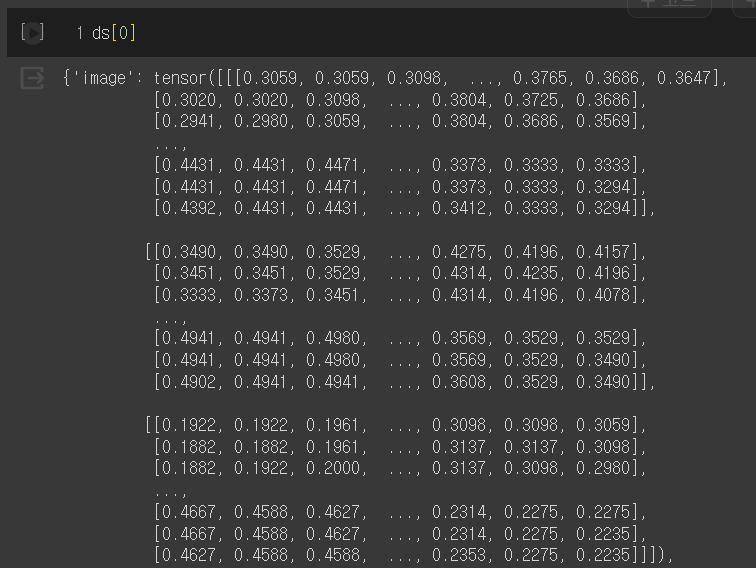 코드
[ ] 1 ds[0]
{'image': tensor([[[0.3059, 0.3059, 0.3098,  ..., 0.3765, 0.3686, 0.3647],
[0.3020, 0.3020, 0.3098,  ..., 0.3804, 0.3725, 0.3686],
[0.2941, 0.2980, 0.3059,  ..., 0.3804, 0.3686, 0.3569],
...,
[0.4431, 0.4431, 0.4471,  ..., 0.3373, 0.3333, 0.3333],
[0.4431, 0.4431, 0.4471,  ..., 0.3373, 0.3333, 0.3294],
[0.4392, 0.4431, 0.4431,  ..., 0.3412, 0.3333, 0.3294]],
[[0.3490, 0.3490, 0.3529,  ..., 0.4275, 0.4196, 0.4157],
[0.3451, 0.3451, 0.3529,  ..., 0.4314, 0.4235, 0.4196],
[0.3333, 0.3373, 0.3451,  ..., 0.4314, 0.4196, 0.4078],
...,
[0.4941, 0.4941, 0.4980,  ..., 0.3569, 0.3529, 0.3529],
[0.4941, 0.4941, 0.4980,  ..., 0.3569, 0.3529, 0.3490],
[0.4902, 0.4941, 0.4941,  ..., 0.3608, 0.3529, 0.3490]],
[[0.1922, 0.1922, 0.1961,  ..., 0.3098, 0.3098, 0.3059],
[0.1882, 0.1882, 0.1961,  ..., 0.3137, 0.3137, 0.3098],
[0.1882, 0.1922, 0.2000,  ..., 0.3137, 0.3098, 0.2980],
...,
[0.4667, 0.4588, 0.4627,  ..., 0.2314, 0.2275, 0.2275],
[0.4667, 0.4588, 0.4627,  ..., 0.2314, 0.2275, 0.2235],
[0.4627, 0.4588, 0.4588,  ..., 0.2353, 0.2275, 0.2235]]]),